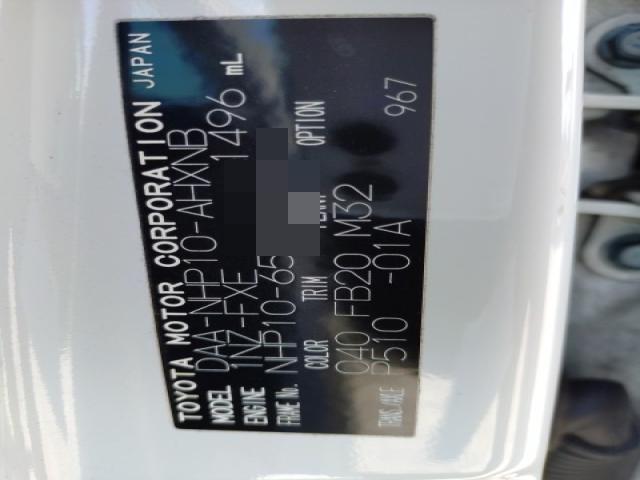 TOYOTA MOTOR CORPORATION JAPAN
MODEL DAA-NHP10-AHXNB
ENGINE 1NZ-FXE 1496 mL
FRAME No. NHP10-65
COLOR TRIM OPTION
040 FB20 M32
TRANS./AXLE P510 -01A 967